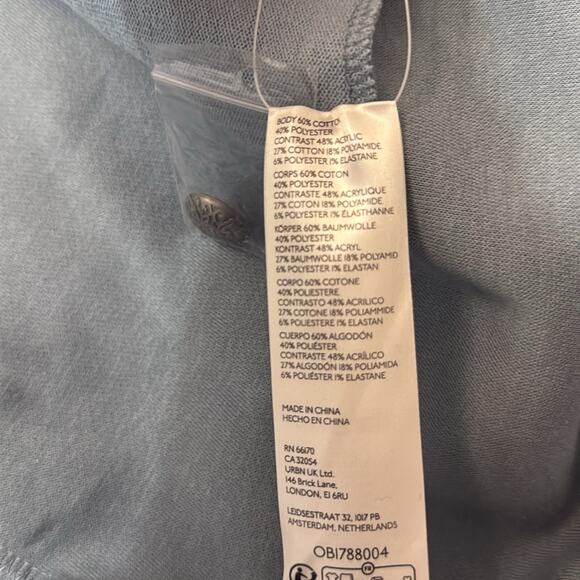 BODY 60% COTTO
40% POLYESTER
CONTRAST 48% ACRYLIC
27% COTTON 18% POLYAMIDE
6% POLYESTER 1% ELASTANE
CORPS 60% COTON
40% POLYESTER
CONTRASTE 48% ACRYLIQUE
27% COTON 18% POLYAMIDE
6% POLYESTER 1% ELASTHANNE
KÖRPER 60% BAUMWOLLE
40% POLYESTER
KONTRAST 48% ACRYL
27% BAUMWOLLE 18% POLYAMID
6% POLYESTER 1% ELASTAN
CORPO 60% COTONE
40% POLIESTERE
CONTRASTO 48% ACRILICO
27% COTONE 18% POLIAMMIDE
6% POLIESTERE 1% ELASTAN
CUERPO 60% ALGODÓN
40% POLIÉSTER
CONTRASTE 48% ACRÍLICO
27% ALGODÓN 18% POLIAMIDA
6% POLIÉSTER 1% ELASTANE
MADE IN CHINA
HECHO EN CHINA
RN 66170
CA 32054
URBN UK Ltd.
146 Brick Lane,
LONDON, E1 6RU
LEIDSESTRAAT 32, 1017 PB
AMSTERDAM, NETHERLANDS
OB1788004
FR